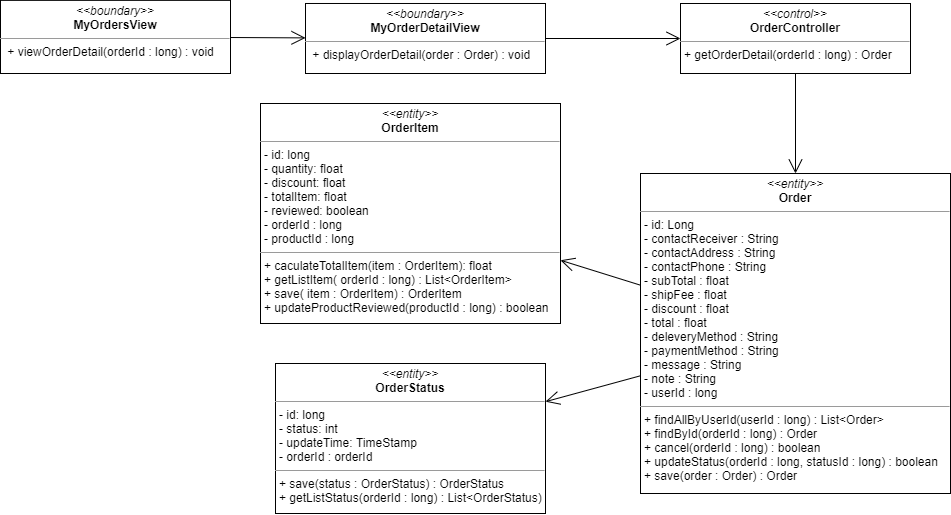 <<boundary>>
MyOrdersView
+ viewOrderDetail(orderId : long) : void
<<boundary>>
MyOrderDetailView
+ displayOrderDetail(order : Order) : void
<<control>>
OrderController
+ getOrderDetail(orderId : long) : Order
<<entity>>
OrderItem
- id: long
- quantity: float
- discount: float
- totalItem: float
- reviewed: boolean
- orderId : long
- productId : long
+ caculateTotalItem(item : OrderItem): float
+ getListItem( orderId : long) : List<OrderItem>
+ save( item : OrderItem) : OrderItem
+ updateProductReviewed(productId : long) : boolean
<<entity>>
Order
- id: Long
- contactReceiver : String
- contactAddress : String
- contactPhone : String
- subTotal : float
- shipFee : float
- discount : float
- total : float
- deleveryMethod : String
- paymentMethod : String
- message : String
- note : String
- userId : long
+ findAllByUserId(userId : long) : List<Order>
+ findById(orderId : long) : Order
+ cancel(orderId : long) : boolean
+ updateStatus(orderId : long, statusId : long) : boolean
+ save(order : Order) : Order
<<entity>>
OrderStatus
- id: long
- status: int
- updateTime: TimeStamp
- orderId : orderId
+ save(status : OrderStatus) : OrderStatus
+ getListStatus(orderId : long) : List<OrderStatus)